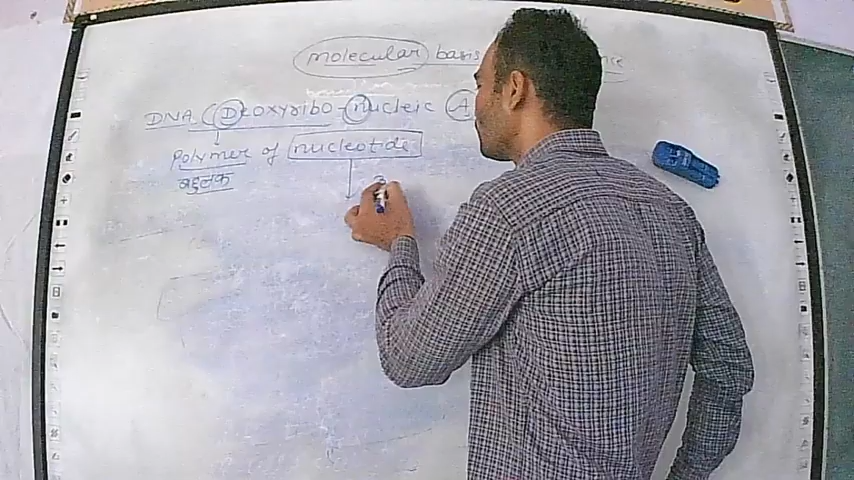 molecular basis
DNA (Deoxyribo-nucleic A
Polymer of nucleotide
बहुलक